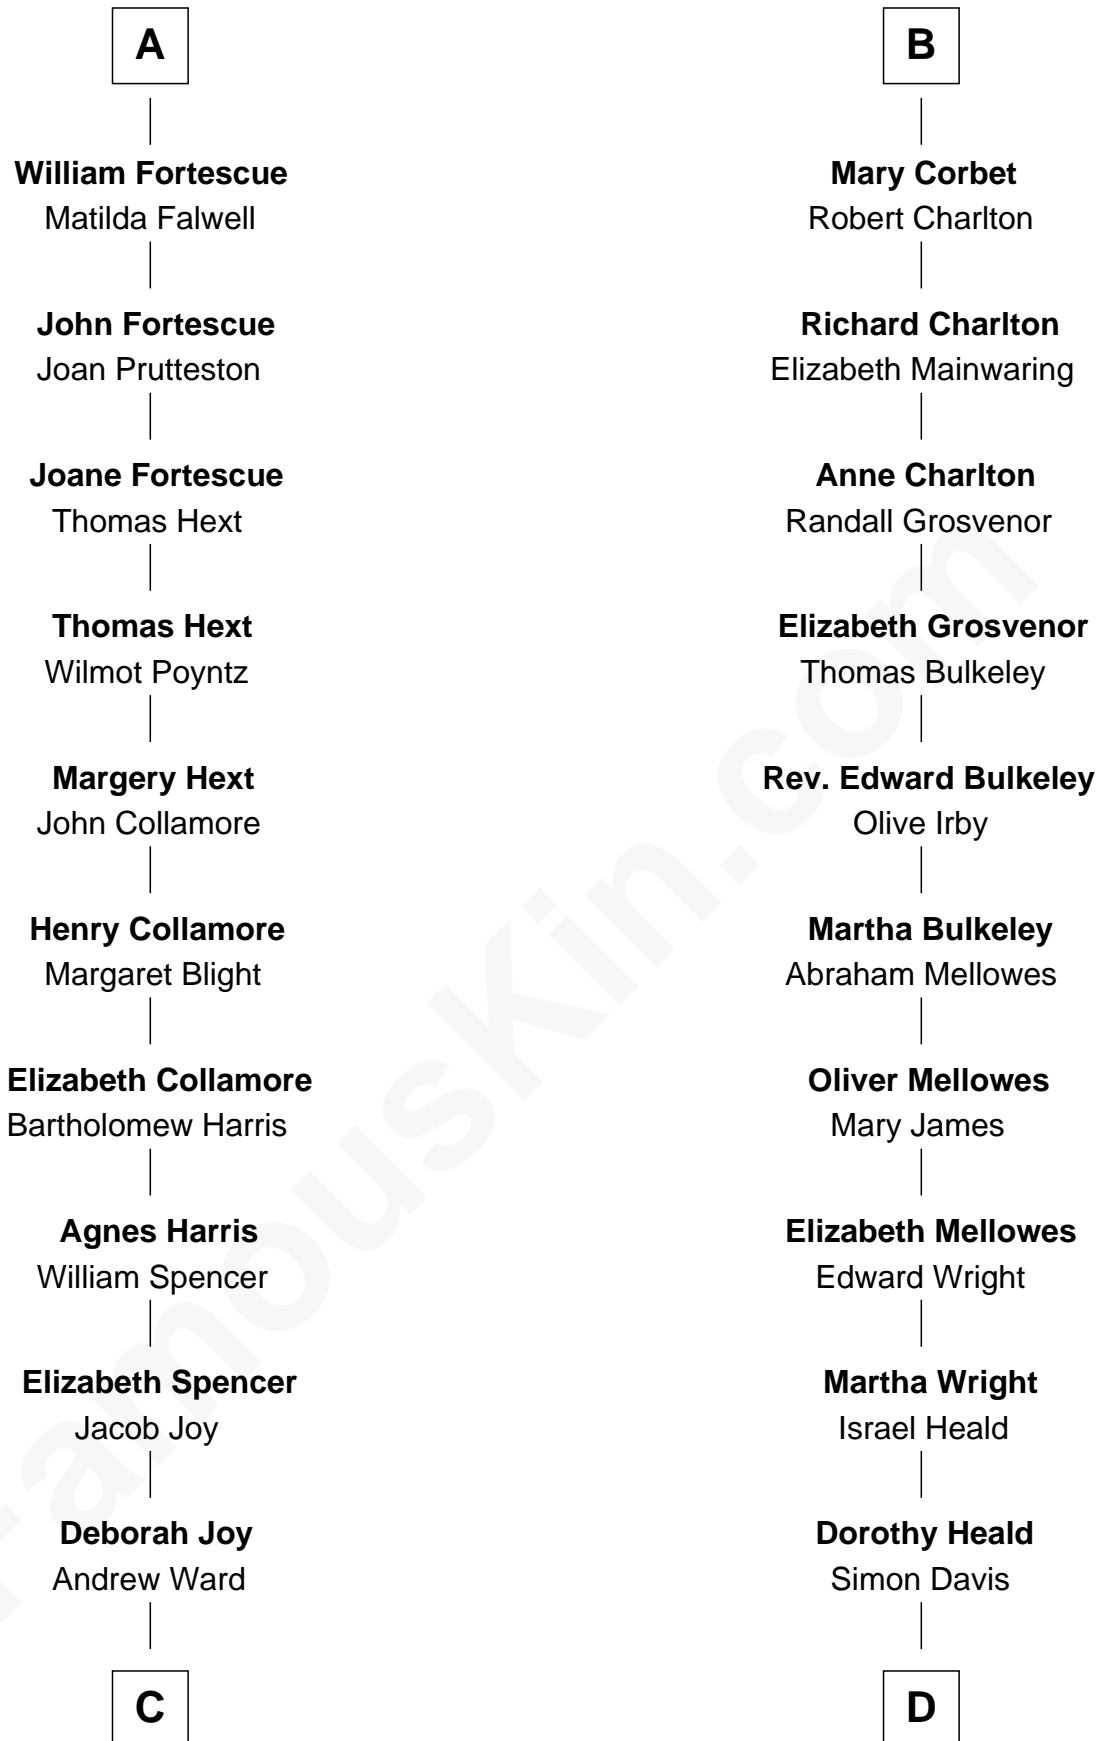 A
William Fortescue
Matilda Falwell
John Fortescue
Joan Prutteston
Joane Fortescue
Thomas Hext
Thomas Hext
Wilmot Poyntz
Margery Hext
John Collamore
Henry Collamore
Margaret Blight
Elizabeth Collamore
Bartholomew Harris
Agnes Harris
William Spencer
Elizabeth Spencer
Jacob Joy
Deborah Joy
Andrew Ward
C
B
Mary Corbet
Robert Charlton
Richard Charlton
Elizabeth Mainwaring
Anne Charlton
Randall Grosvenor
Elizabeth Grosvenor
Thomas Bulkeley
Rev. Edward Bulkeley
Olive Irby
Martha Bulkeley
Abraham Mellowes
Oliver Mellowes
Mary James
Elizabeth Mellowes
Edward Wright
Martha Wright
Israel Heald
Dorothy Heald
Simon Davis
D
FamousKin.com